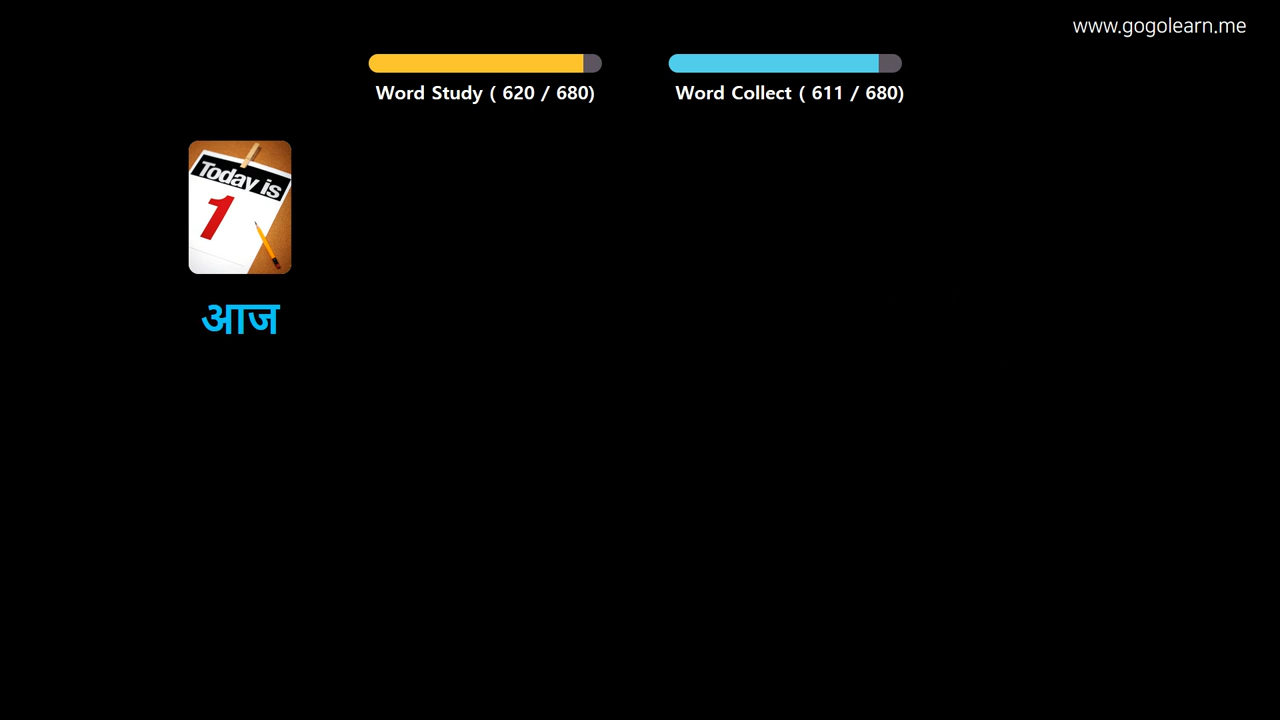 www.gogolearn.me
Word Study ( 620 / 680)
Word Collect ( 611 / 680)
Today is
1
आज